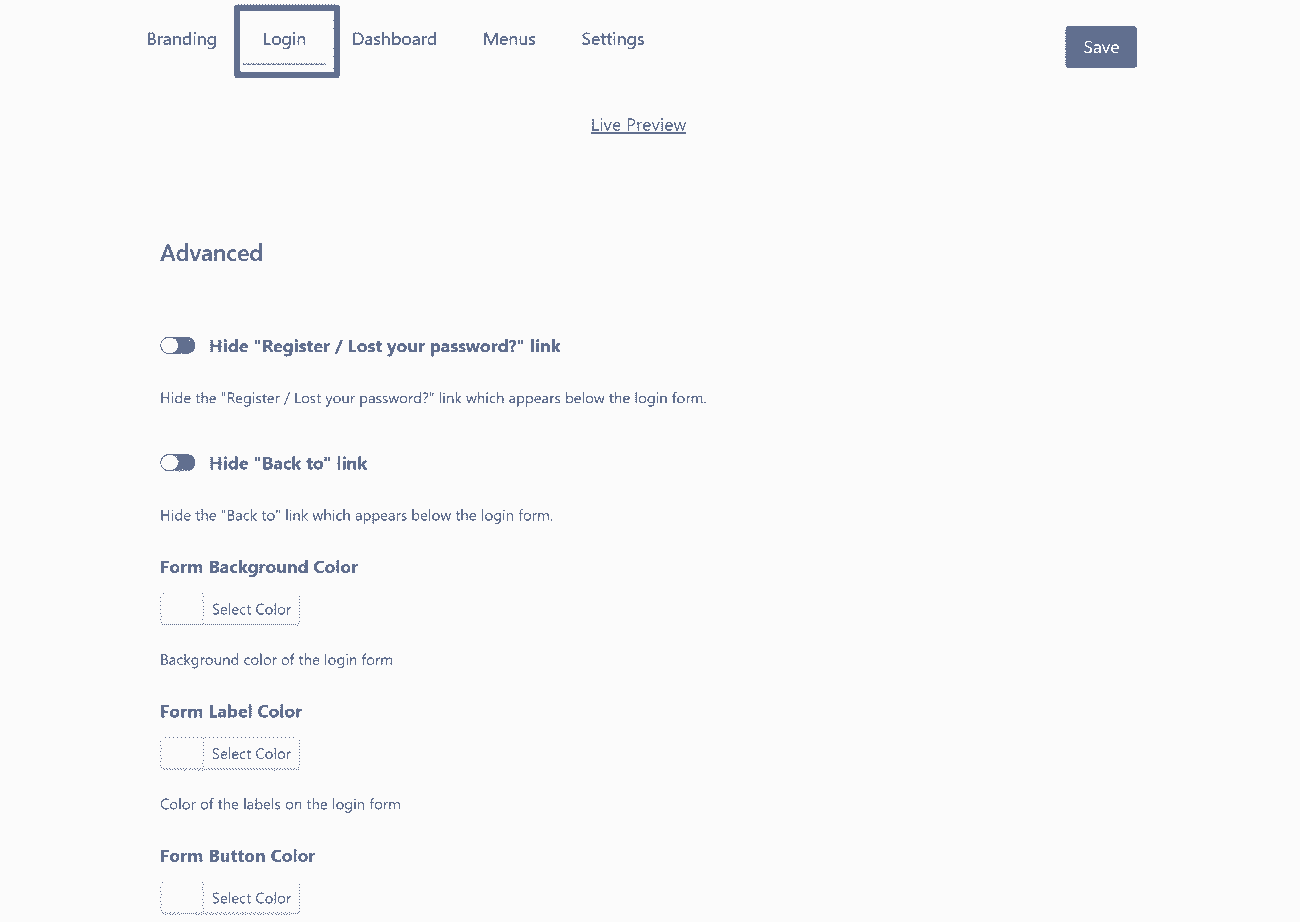 Branding Login Dashboard Menus Settings Save
Live Preview
Advanced
Hide "Register / Lost your password?" link
Hide the "Register / Lost your password?" link which appears below the login form.
Hide "Back to" link
Hide the "Back to" link which appears below the login form.
Form Background Color
Select Color
Background color of the login form
Form Label Color
Select Color
Color of the labels on the login form
Form Button Color
Select Color